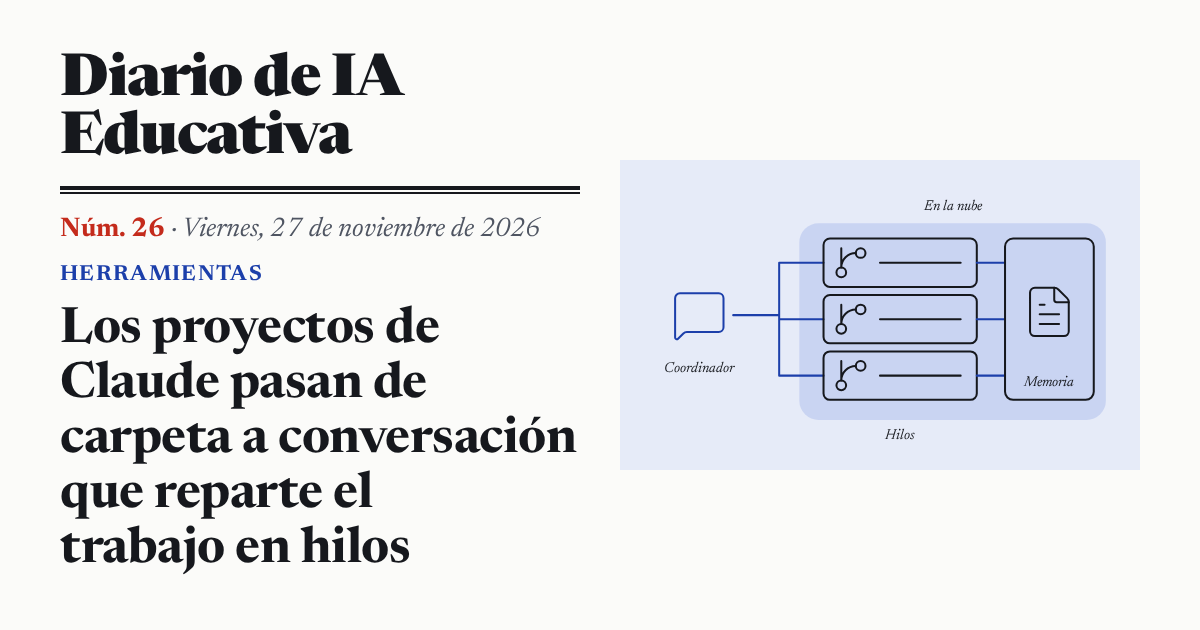 Diario de IA
Educativa
Núm. 26 · Viernes, 27 de noviembre de 2026
HERRAMIENTAS
Los proyectos de
Claude pasan de
carpeta a conversación
que reparte el
trabajo en hilos
En la nube
Coordinador
Memoria
Hilos